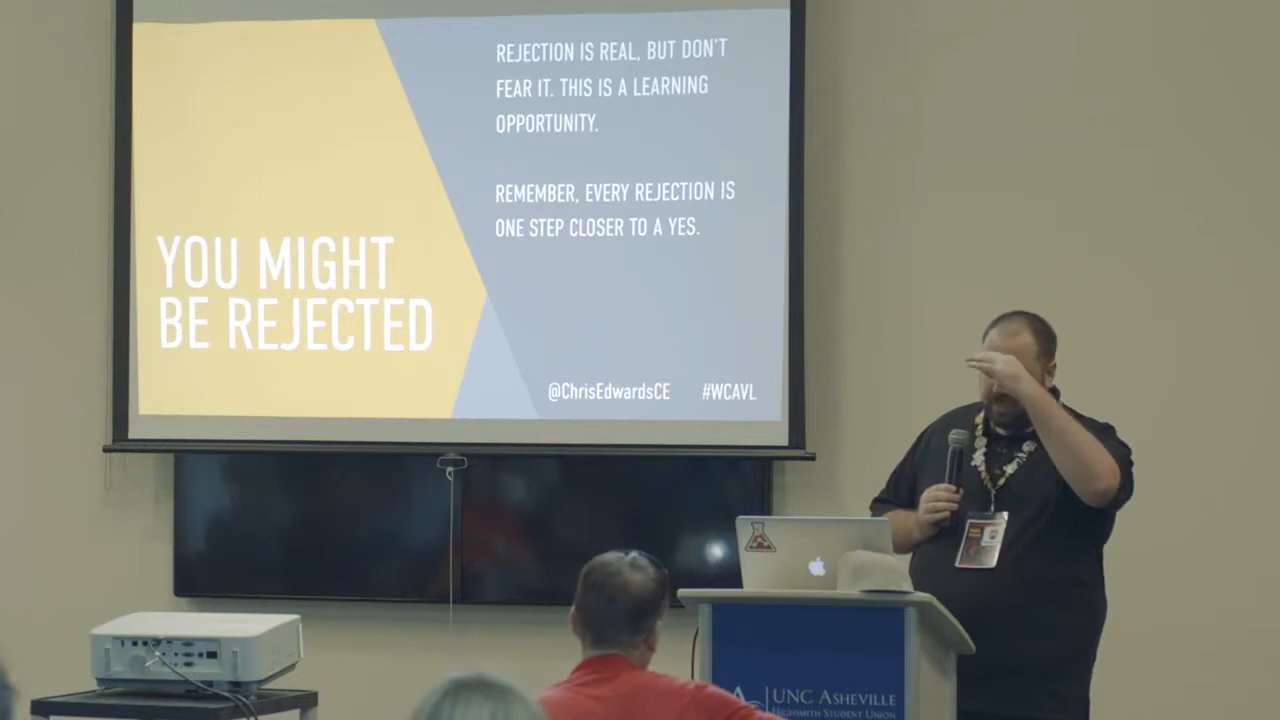 REJECTION IS REAL, BUT DON'T
FEAR IT. THIS IS A LEARNING
OPPORTUNITY.
REMEMBER, EVERY REJECTION IS
ONE STEP CLOSER TO A YES.
YOU MIGHT
BE REJECTED
@ChrisEdwardsCE #WCAVL
UNC ASHEVILLE
HIGHSMITH STUDENT UNION